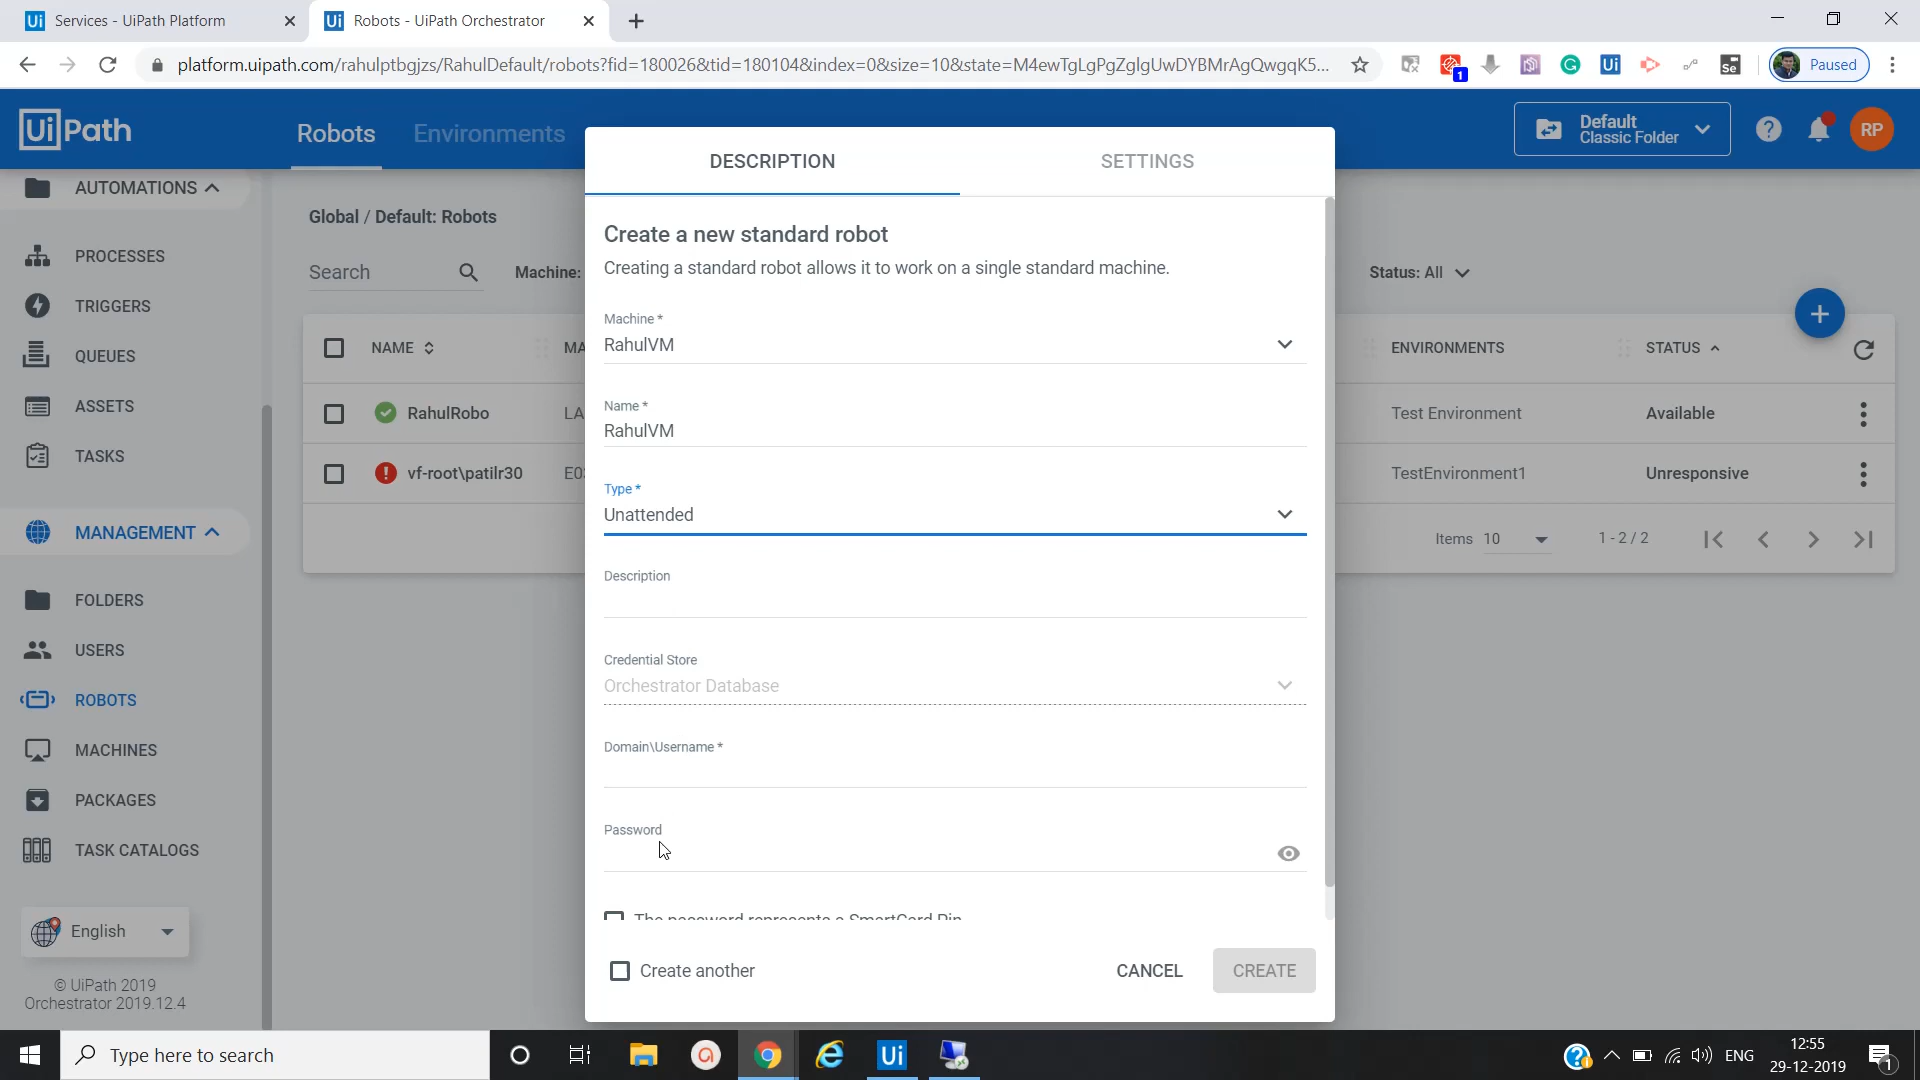 Services - UiPath Platform
Robots - UiPath Orchestrator
platform.uipath.com/rahulptbgjzs/RahulDefault/robots?fid=180026&tid=180104&index=0&size=10&state=M4ewTgLgPgZglgUwDYBMrAgQwgqK5...
1
Se
Paused
UiPath
Robots
Environments
Default
Classic Folder
RP
AUTOMATIONS
PROCESSES
TRIGGERS
QUEUES
ASSETS
TASKS
MANAGEMENT
FOLDERS
USERS
ROBOTS
MACHINES
PACKAGES
TASK CATALOGS
English
© UiPath 2019
Orchestrator 2019.12.4
Global / Default: Robots
Search
Machine:
Status: All
NAME
MA
ENVIRONMENTS
STATUS
RahulRobo
LA
Test Environment
Available
vf-root\patilr30
E0
TestEnvironment1
Unresponsive
Items 10
1 - 2 / 2
DESCRIPTION
SETTINGS
Create a new standard robot
Creating a standard robot allows it to work on a single standard machine.
Machine *
RahulVM
Name *
RahulVM
Type *
Unattended
Description
Credential Store
Orchestrator Database
Domain\Username *
Password
The password represents a SmartCard Pin
Create another
CANCEL
CREATE
Type here to search
Ui
ENG
12:55
29-12-2019
1